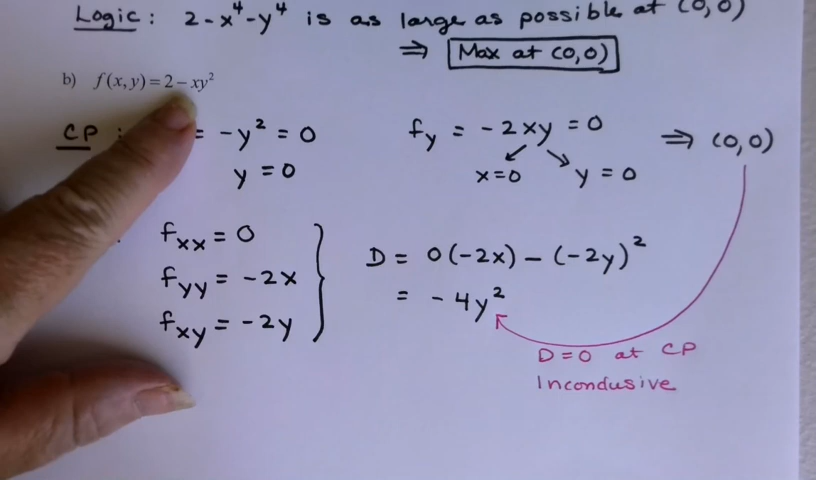 Logic: 2 - x⁴ - y⁴ is as large as possible at (0,0)
⇒ Max at (0,0)
b) f(x,y) = 2 - xy²
CP: = -y² = 0 f_y = -2xy = 0 ⇒ (0,0)
y = 0 x=0 y = 0
f_xx = 0
f_yy = -2x
f_xy = -2y
D = 0(-2x) - (-2y)²
= -4y²
D=0 at CP
Inconclusive